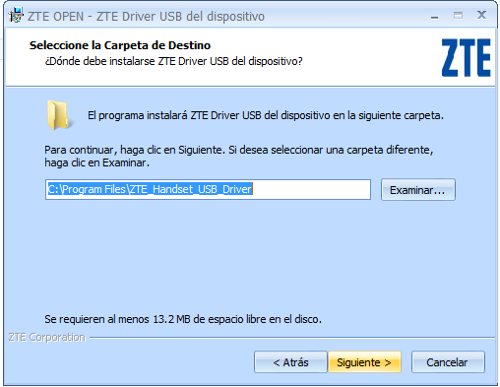 ZTE OPEN - ZTE Driver USB del dispositivo
Seleccione la Carpeta de Destino
¿Dónde debe instalarse ZTE Driver USB del dispositivo?
ZTE
El programa instalará ZTE Driver USB del dispositivo en la siguiente carpeta.
Para continuar, haga clic en Siguiente. Si desea seleccionar una carpeta diferente,
haga clic en Examinar.
C:\Program Files\ZTE_Handset_USB_Driver
Examinar...
Se requieren al menos 13.2 MB de espacio libre en el disco.
ZTE Corporation
< Atrás
Siguiente >
Cancelar